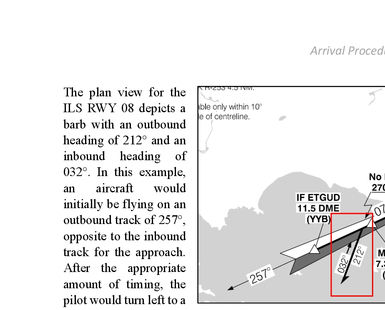 Arrival Proced
The plan view for the
ILS RWY 08 depicts a
barb with an outbound
heading of 212° and an
inbound heading of
032°. In this example,
an aircraft would
initially be flying on an
outbound track of 257°,
opposite to the inbound
track for the approach.
After the appropriate
amount of timing, the
pilot would turn left to a
R-253 4.5 NM.
ble only within 10°
le of centreline.
No
270
IF ETGUD
11.5 DME
(YYB)
07
257°
032°
212°
M
7.
(